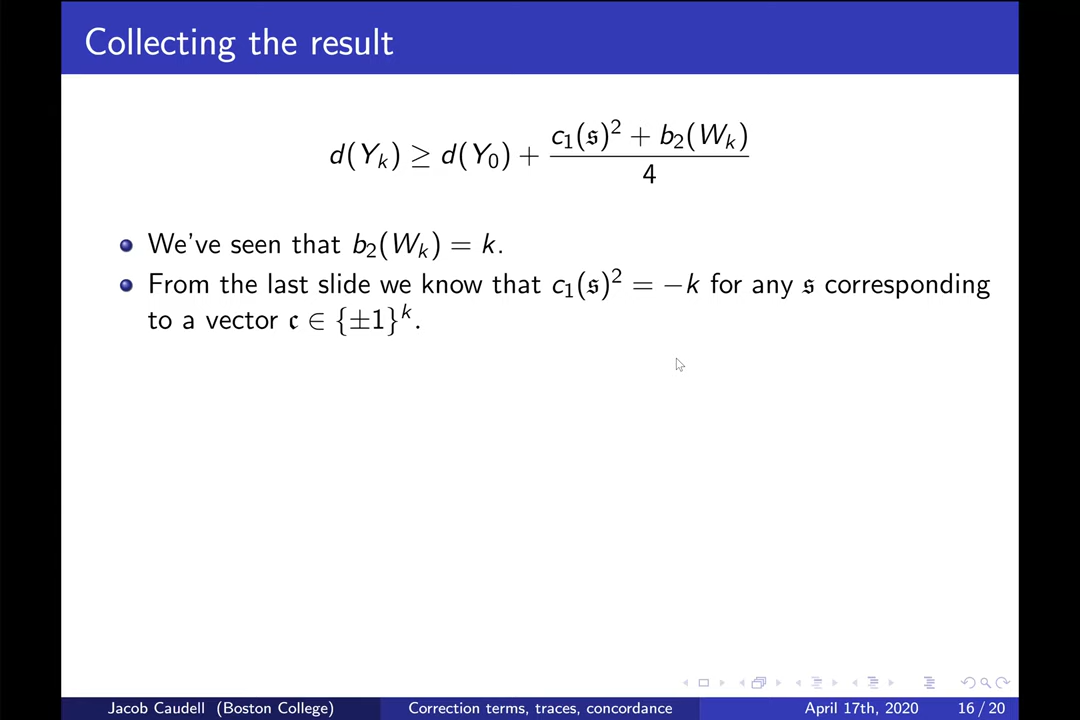 Collecting the result
d(Y_k) ≥ d(Y_0) + \frac{c_1(𝔰)^2 + b_2(W_k)}{4}
We've seen that b_2(W_k) = k.
From the last slide we know that c_1(𝔰)^2 = −k for any 𝔰 corresponding
to a vector 𝔠 ∈ {±1}^k.
Jacob Caudell (Boston College) Correction terms, traces, concordance April 17th, 2020 16 / 20